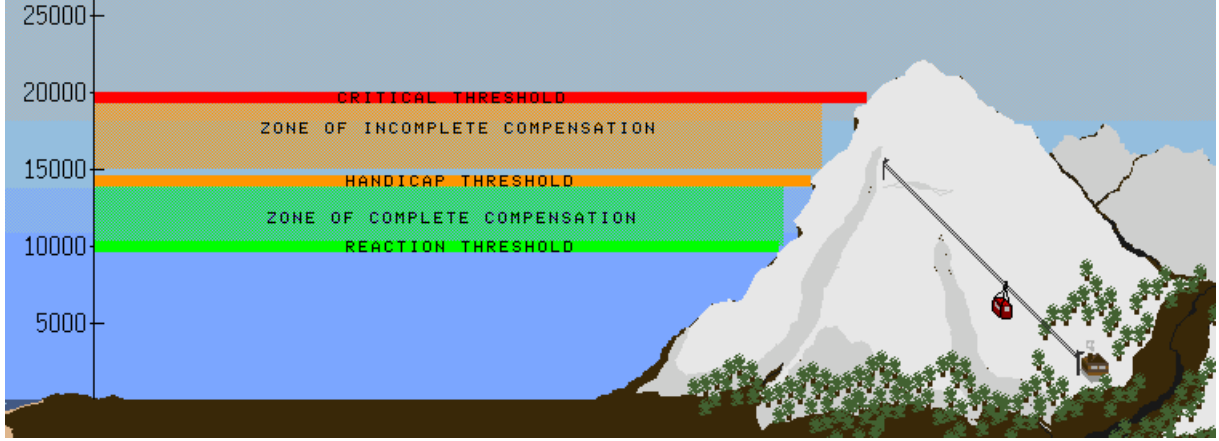 25000
20000
CRITICAL THRESHOLD
ZONE OF INCOMPLETE COMPENSATION
15000
HANDICAP THRESHOLD
ZONE OF COMPLETE COMPENSATION
10000
REACTION THRESHOLD
5000